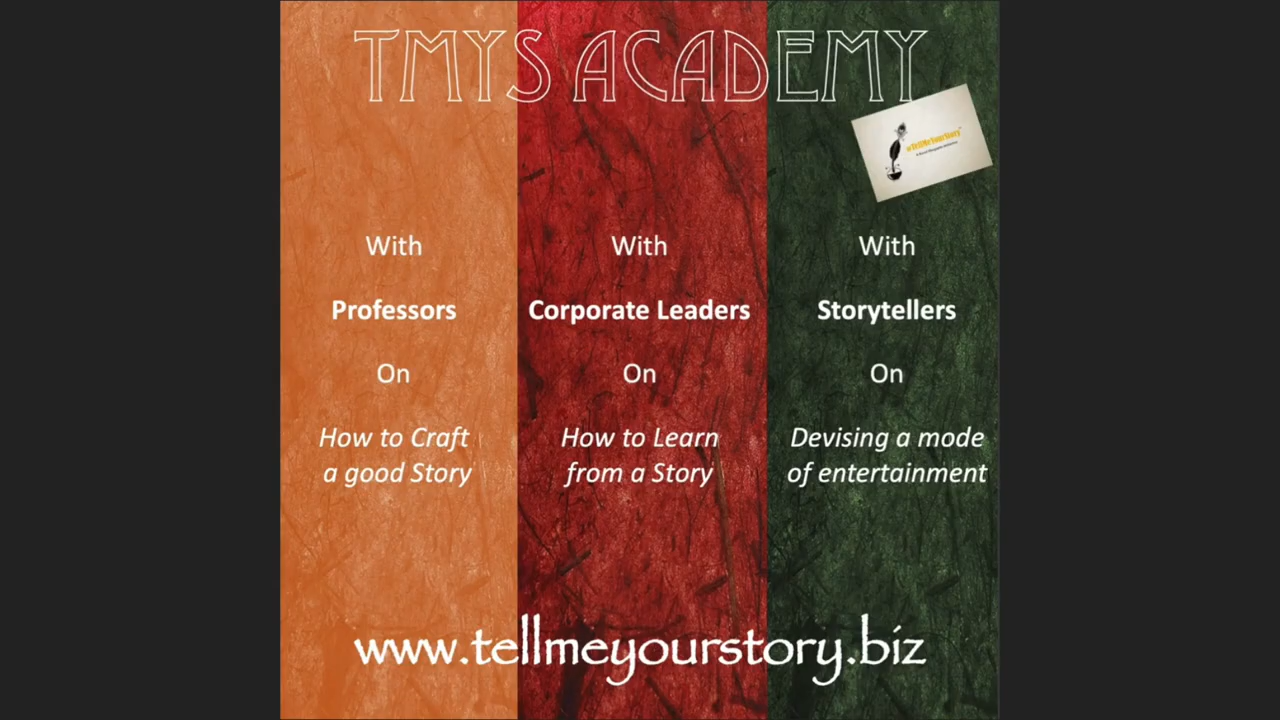 TMYS ACADEMY
#TellMeYourStory
With
Professors
On
How to Craft
a good Story
With
Corporate Leaders
On
How to Learn
from a Story
With
Storytellers
On
Devising a mode
of entertainment
www.tellmeyourstory.biz